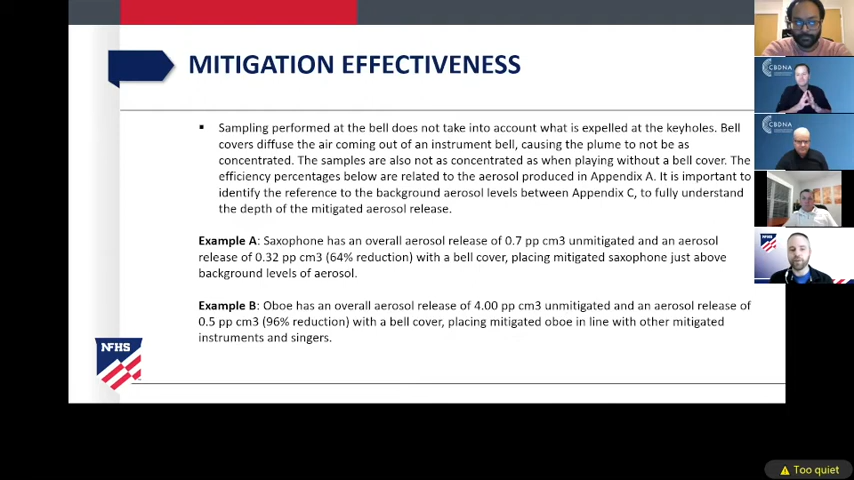 MITIGATION EFFECTIVENESS
▪ Sampling performed at the bell does not take into account what is expelled at the keyholes. Bell
covers diffuse the air coming out of an instrument bell, causing the plume to not be as
concentrated. The samples are also not as concentrated as when playing without a bell cover. The
efficiency percentages below are related to the aerosol produced in Appendix A. It is important to
identify the reference to the background aerosol levels between Appendix C, to fully understand
the depth of the mitigated aerosol release.
Example A: Saxophone has an overall aerosol release of 0.7 pp cm3 unmitigated and an aerosol
release of 0.32 pp cm3 (64% reduction) with a bell cover, placing mitigated saxophone just above
background levels of aerosol.
Example B: Oboe has an overall aerosol release of 4.00 pp cm3 unmitigated and an aerosol release of
0.5 pp cm3 (96% reduction) with a bell cover, placing mitigated oboe in line with other mitigated
instruments and singers.
NFHS
CBDNA
CBDNA
Too quiet